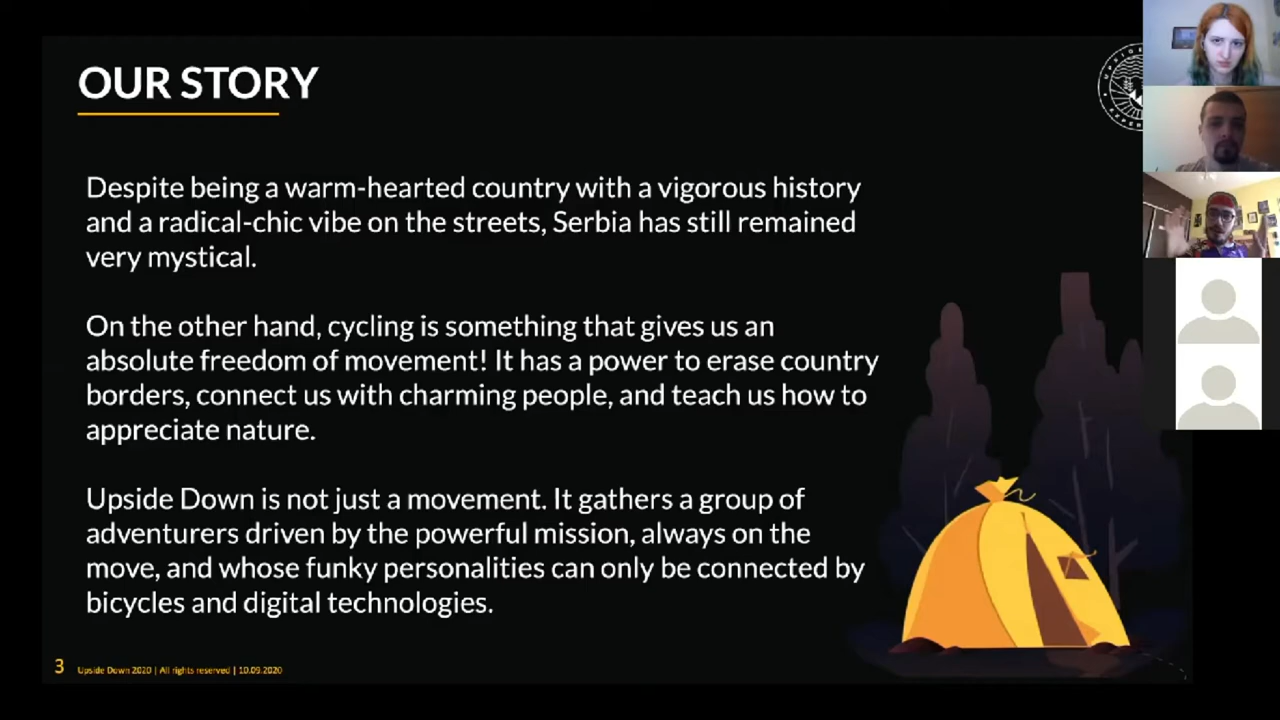 OUR STORY
Despite being a warm-hearted country with a vigorous history
and a radical-chic vibe on the streets, Serbia has still remained
very mystical.
On the other hand, cycling is something that gives us an
absolute freedom of movement! It has a power to erase country
borders, connect us with charming people, and teach us how to
appreciate nature.
Upside Down is not just a movement. It gathers a group of
adventurers driven by the powerful mission, always on the
move, and whose funky personalities can only be connected by
bicycles and digital technologies.
3 Upside Down 2020 | All rights reserved | 10.09.2020